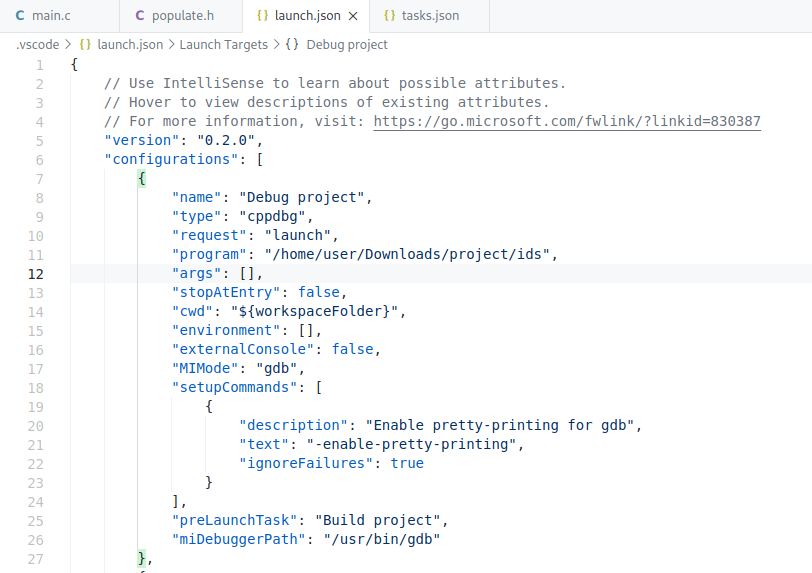 C main.c C populate.h {} launch.json × {} tasks.json
.vscode > {} launch.json > Launch Targets > {} Debug project
1 {
2 // Use IntelliSense to learn about possible attributes.
3 // Hover to view descriptions of existing attributes.
4 // For more information, visit: https://go.microsoft.com/fwlink/?linkid=830387
5 "version": "0.2.0",
6 "configurations": [
7 {
8 "name": "Debug project",
9 "type": "cppdbg",
10 "request": "launch",
11 "program": "/home/user/Downloads/project/ids",
12 "args": [],
13 "stopAtEntry": false,
14 "cwd": "${workspaceFolder}",
15 "environment": [],
16 "externalConsole": false,
17 "MIMode": "gdb",
18 "setupCommands": [
19 {
20 "description": "Enable pretty-printing for gdb",
21 "text": "-enable-pretty-printing",
22 "ignoreFailures": true
23 }
24 ],
25 "preLaunchTask": "Build project",
26 "miDebuggerPath": "/usr/bin/gdb"
27 },